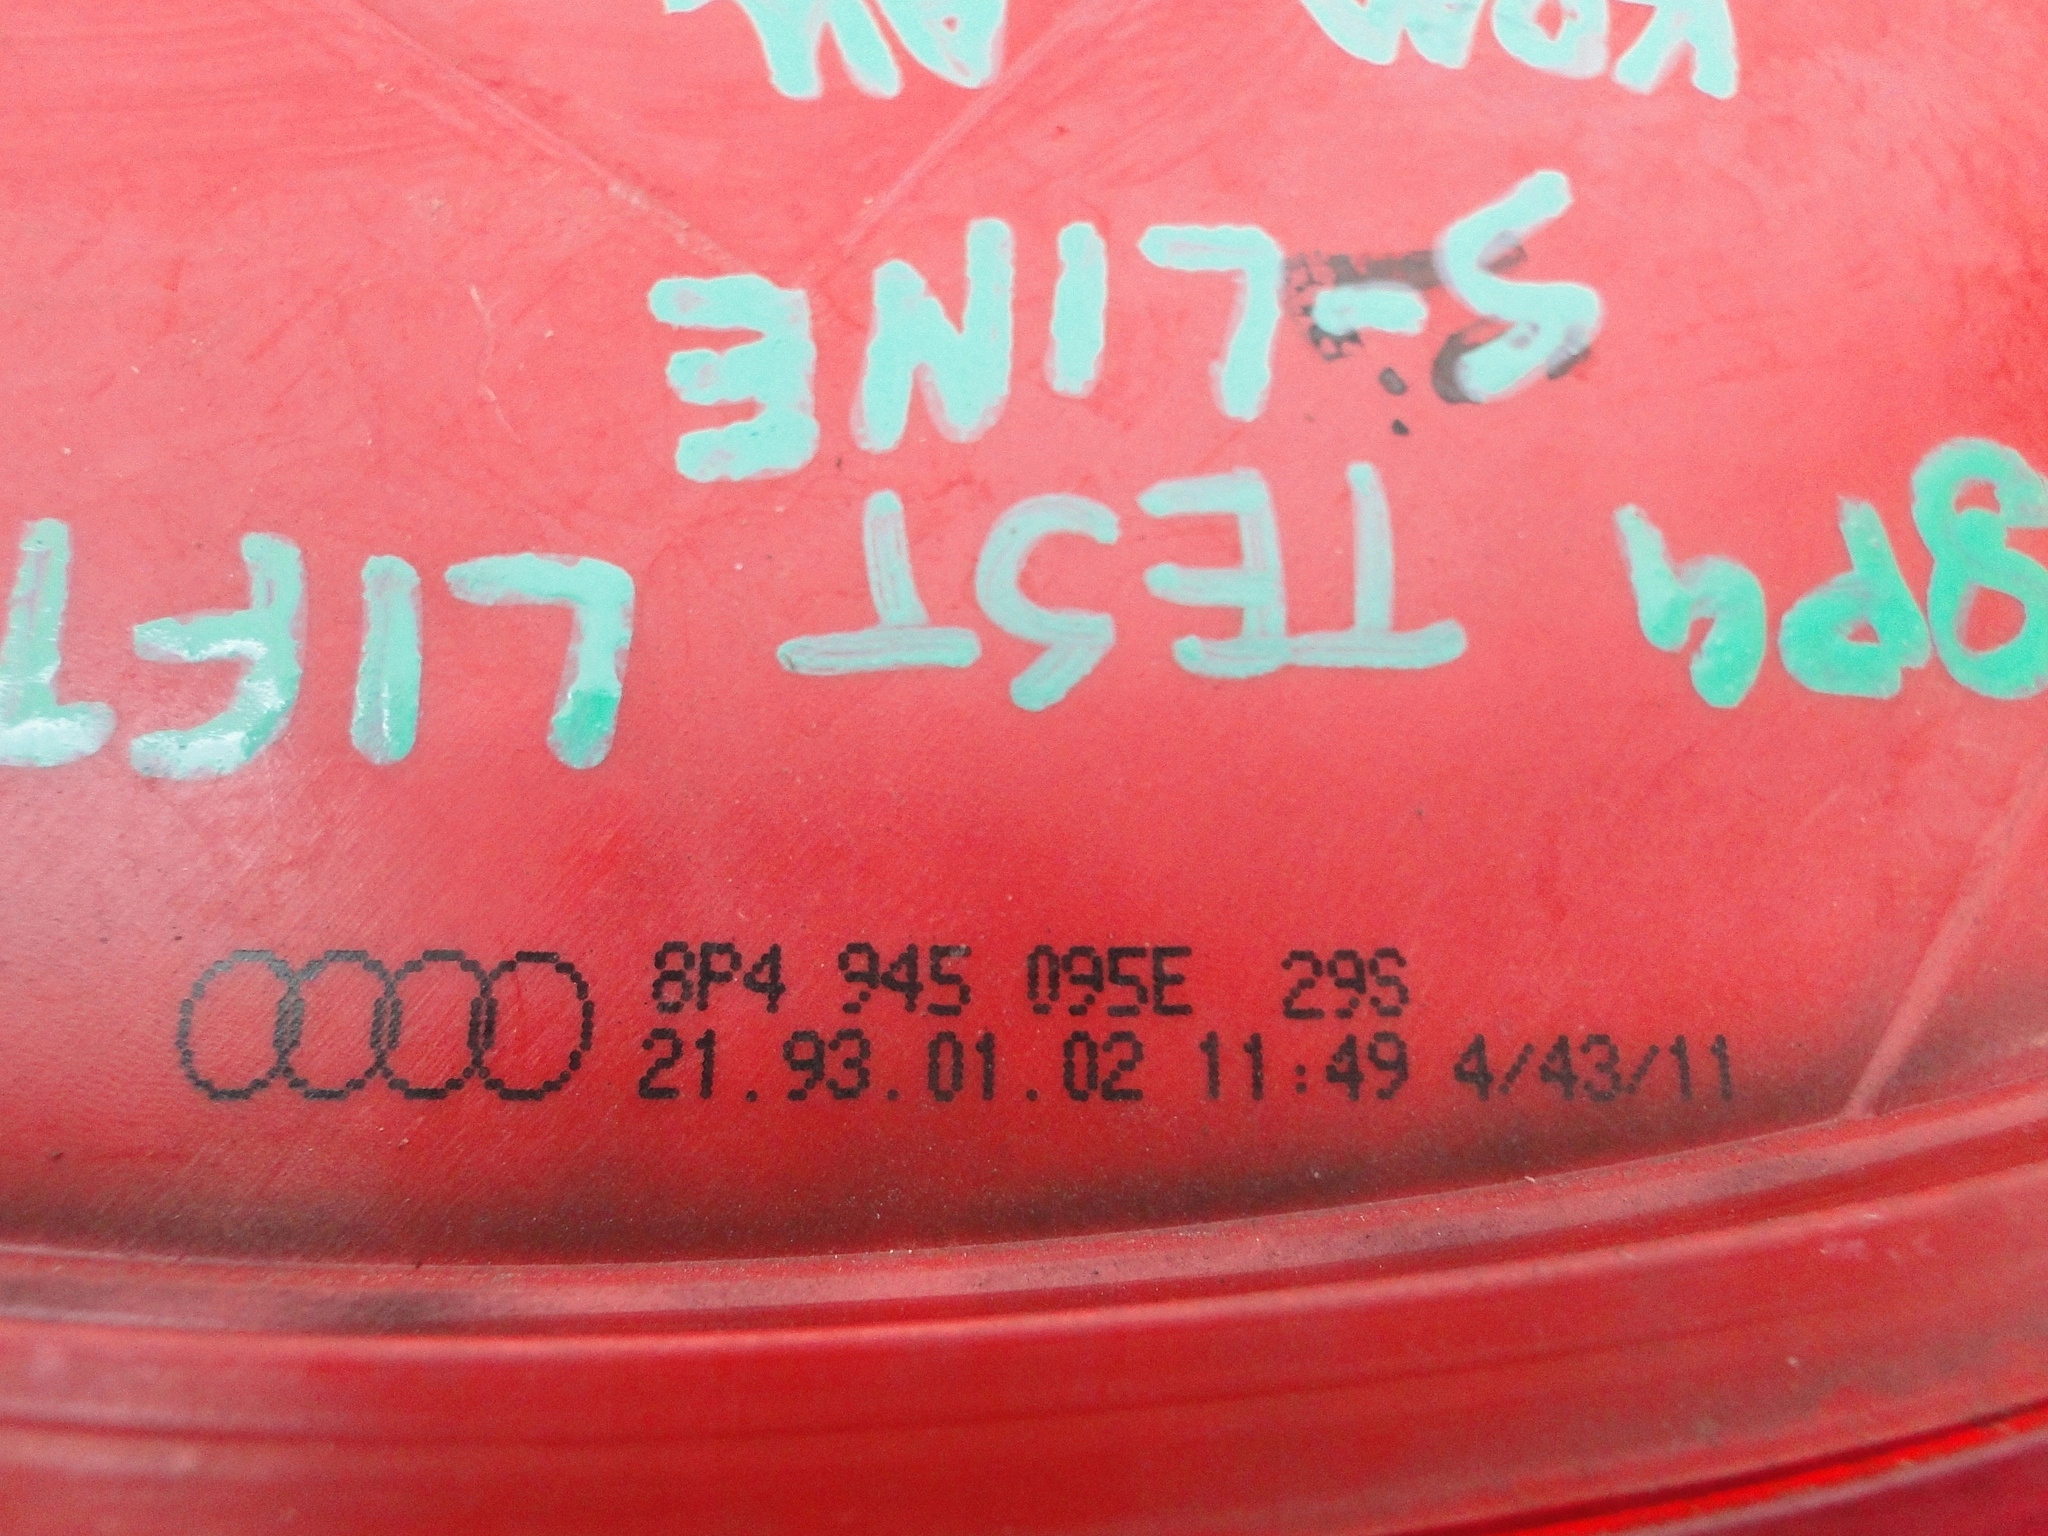 8P4 945 095E 29S
21.93.01.02 11:49 4/43/11
8P4 TEST LIFT
S-LINE